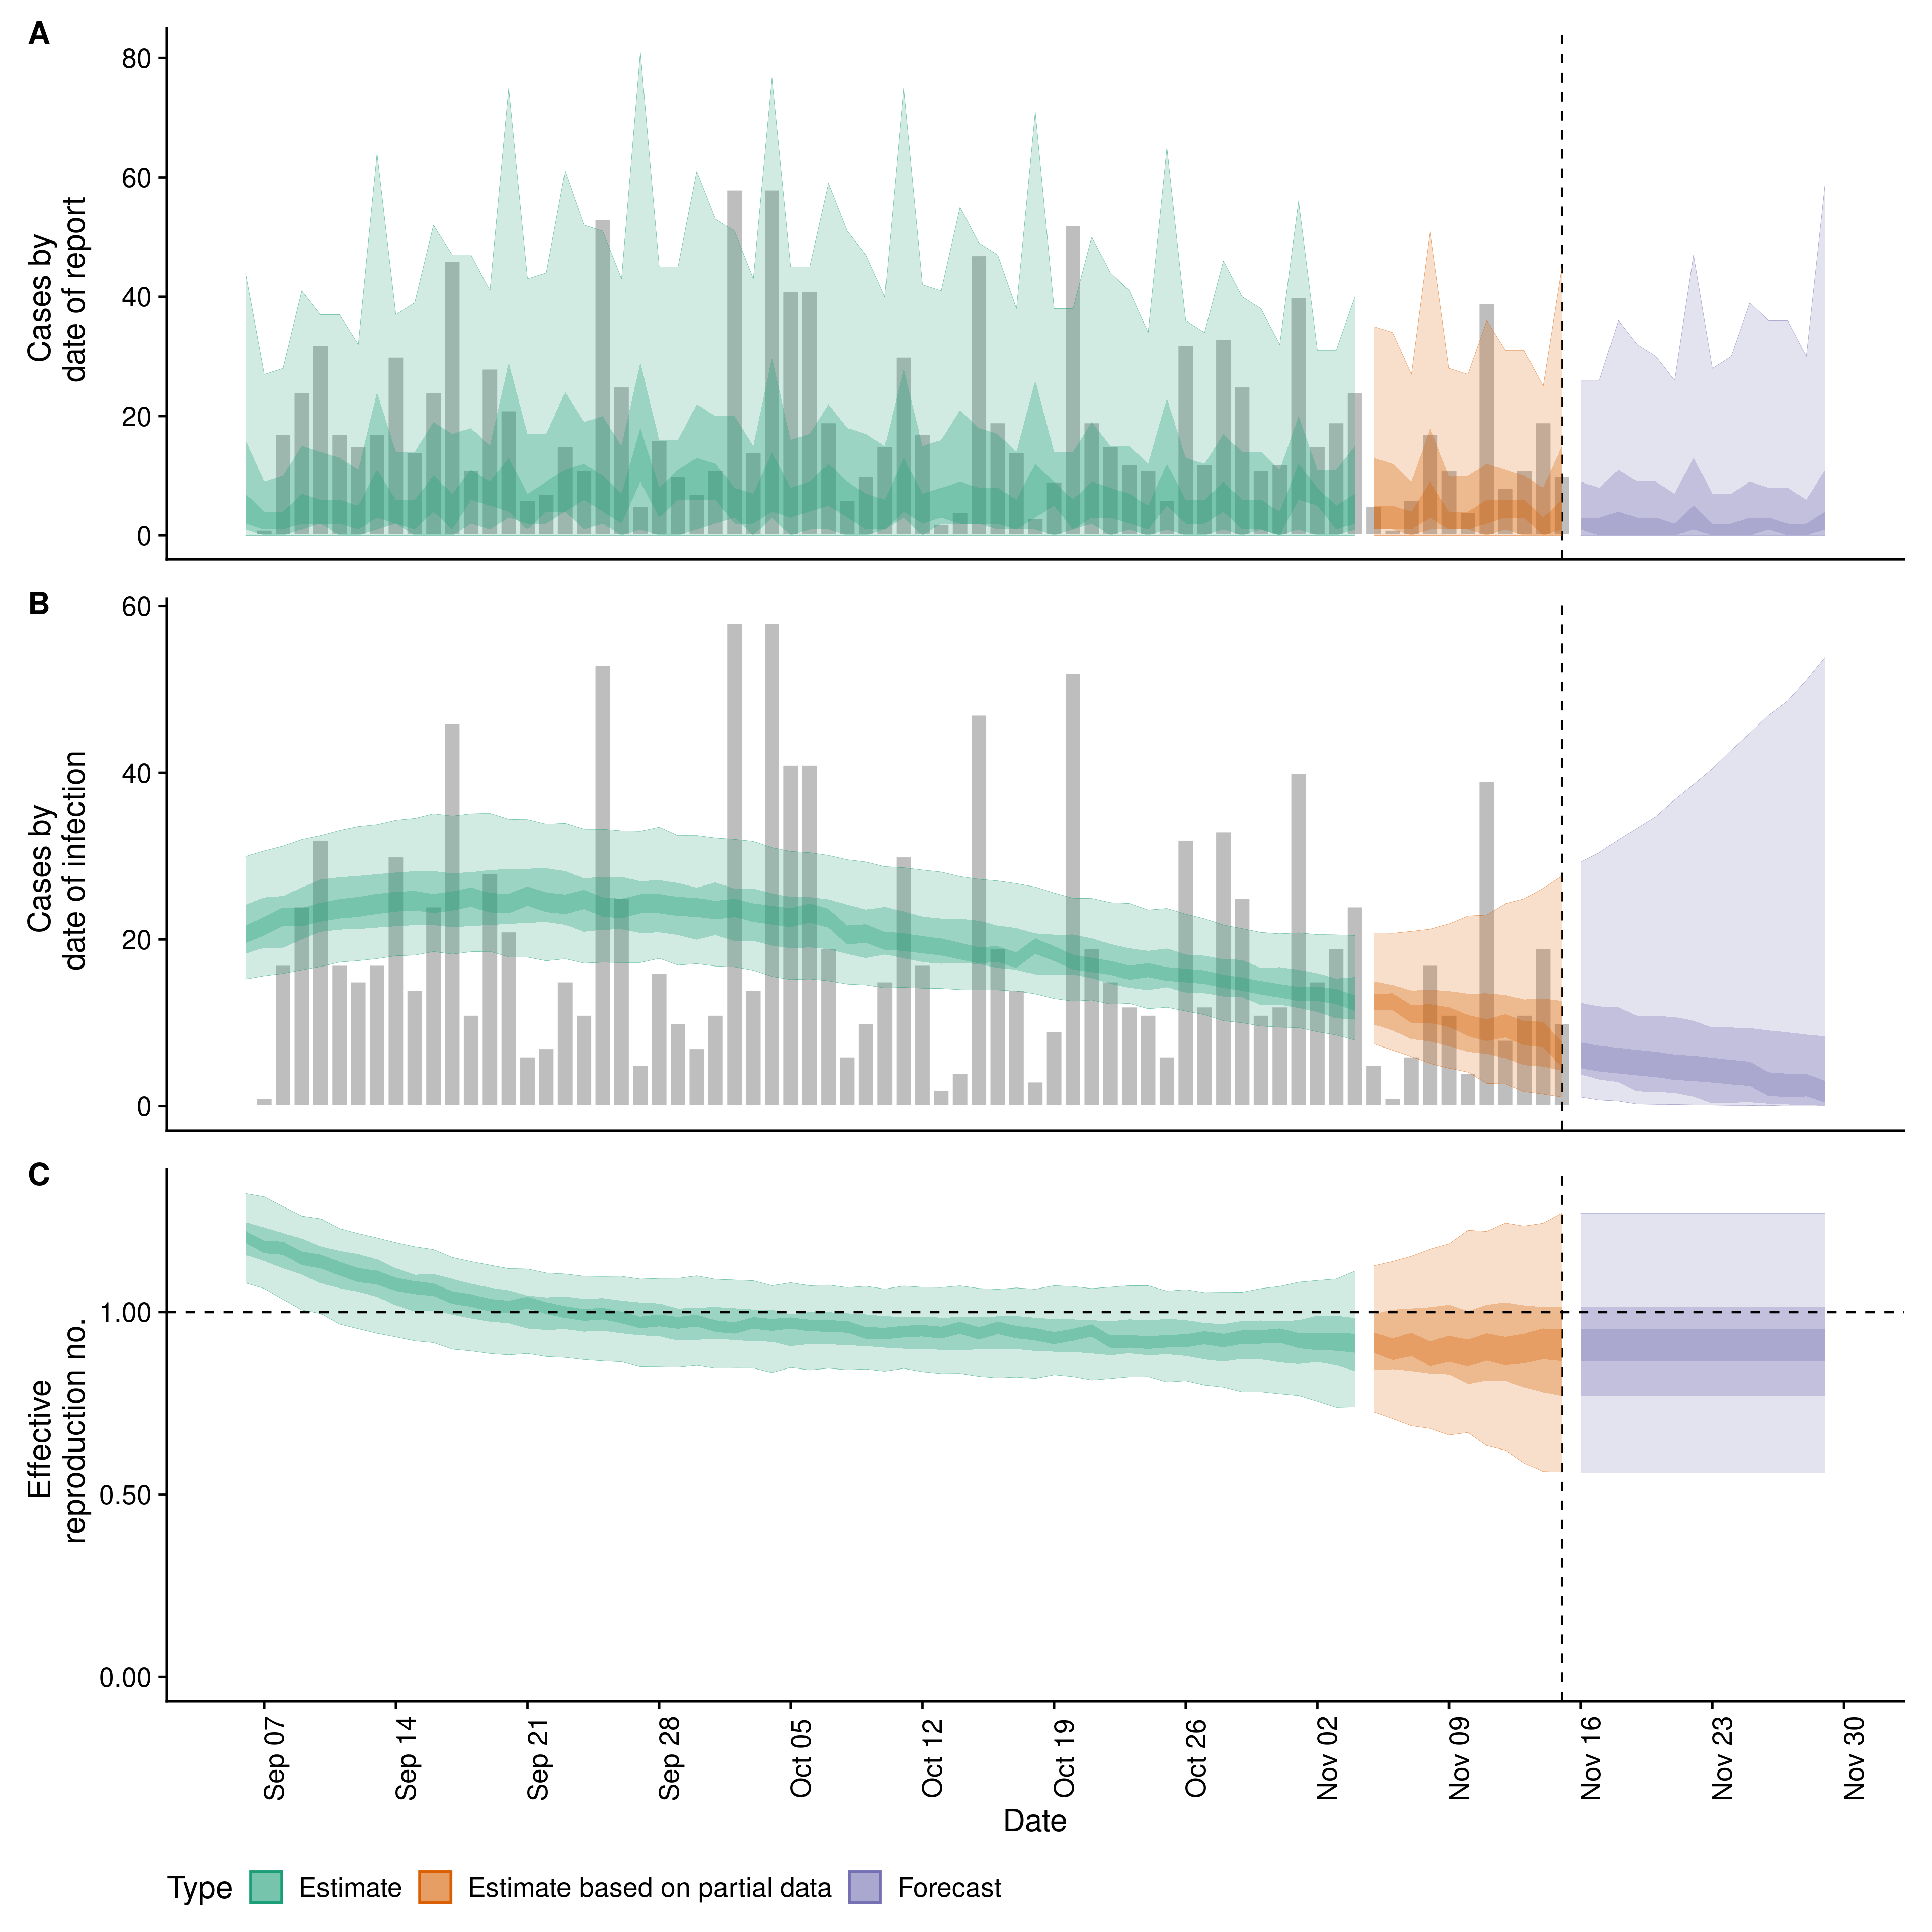 A
80
60
40
20
0
Cases by
date of report
B
60
40
20
0
Cases by
date of infection
C
1.00
0.50
0.00
Effective
reproduction no.
Sep 07
Sep 14
Sep 21
Sep 28
Oct 05
Oct 12
Oct 19
Oct 26
Nov 02
Nov 09
Nov 16
Nov 23
Nov 30
Date
Type Estimate Estimate based on partial data Forecast